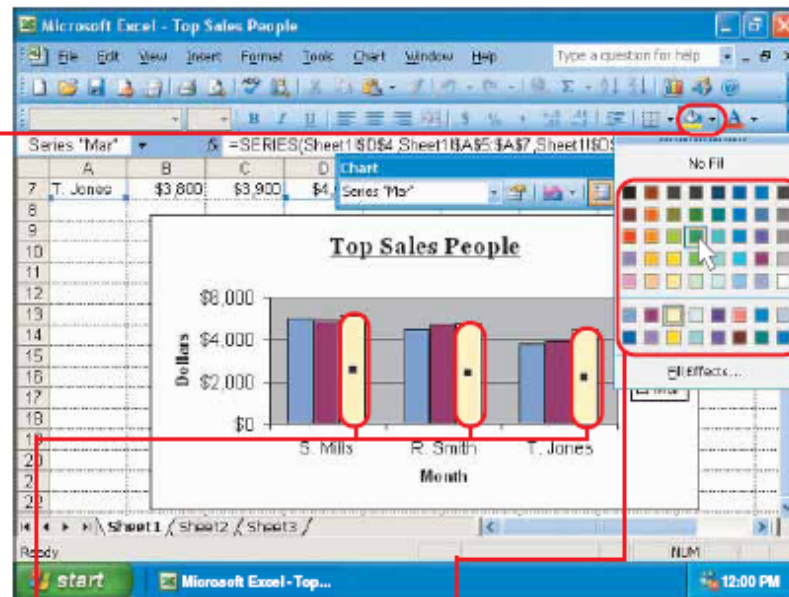 Microsoft Excel - Top Sales People
File Edit View Insert Format Tools Chart Window Help Type a question for help
Series "Mar" fx =SERIES(Sheet1!$D$4,Sheet1!$A$5:$A$7,Sheet1!$D$
No Fill
A B C D Chart
7 T. Jones $3,800 $3,900 $4, Series "Mar"
8
9
10
11
12
13
14
15
16
17
18
19
20
22
Top Sales People
$8,000
$4,000
$2,000
$0
Dollars
S. Mills R. Smith T. Jones
Month
Fill Effects...
Sheet1 / Sheet2 / Sheet3 /
Ready NUM
start Microsoft Excel - Top... 12:00 PM